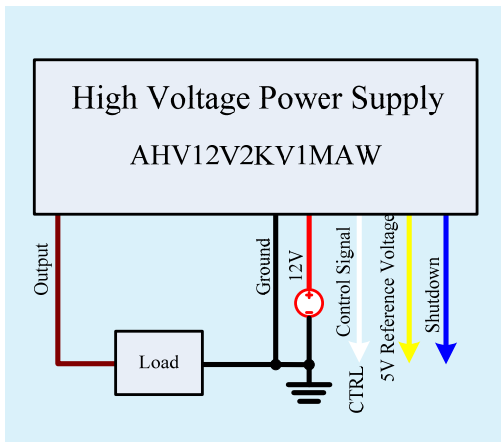 High Voltage Power Supply
AHV12V2KV1MAW
Output
Ground
12V
Control Signal
5V Reference Voltage
Shutdown
Load
CTRL